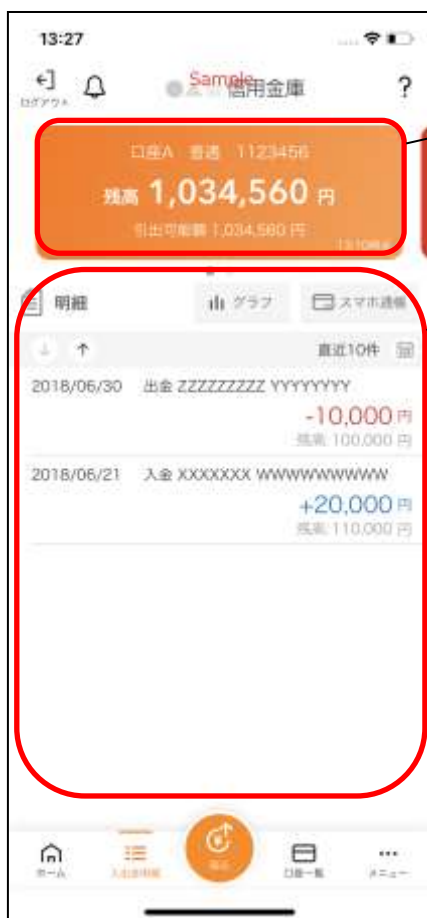 13:27
ログアウト
Sample
信用金庫
?
口座A 普通 1123456
残高 1,034,560 円
引出可能額 1,034,560 円
明細
グラフ
スマホ通帳
↓ ↑
直近10件
2018/06/30 出金 ZZZZZZZZZZ YYYYYYYY
-10,000 円
残高 100,000 円
2018/06/21 入金 XXXXXXX WWWWWWWWWW
+20,000 円
残高 110,000 円
ホーム
入出金明細
口座一覧
メニュー